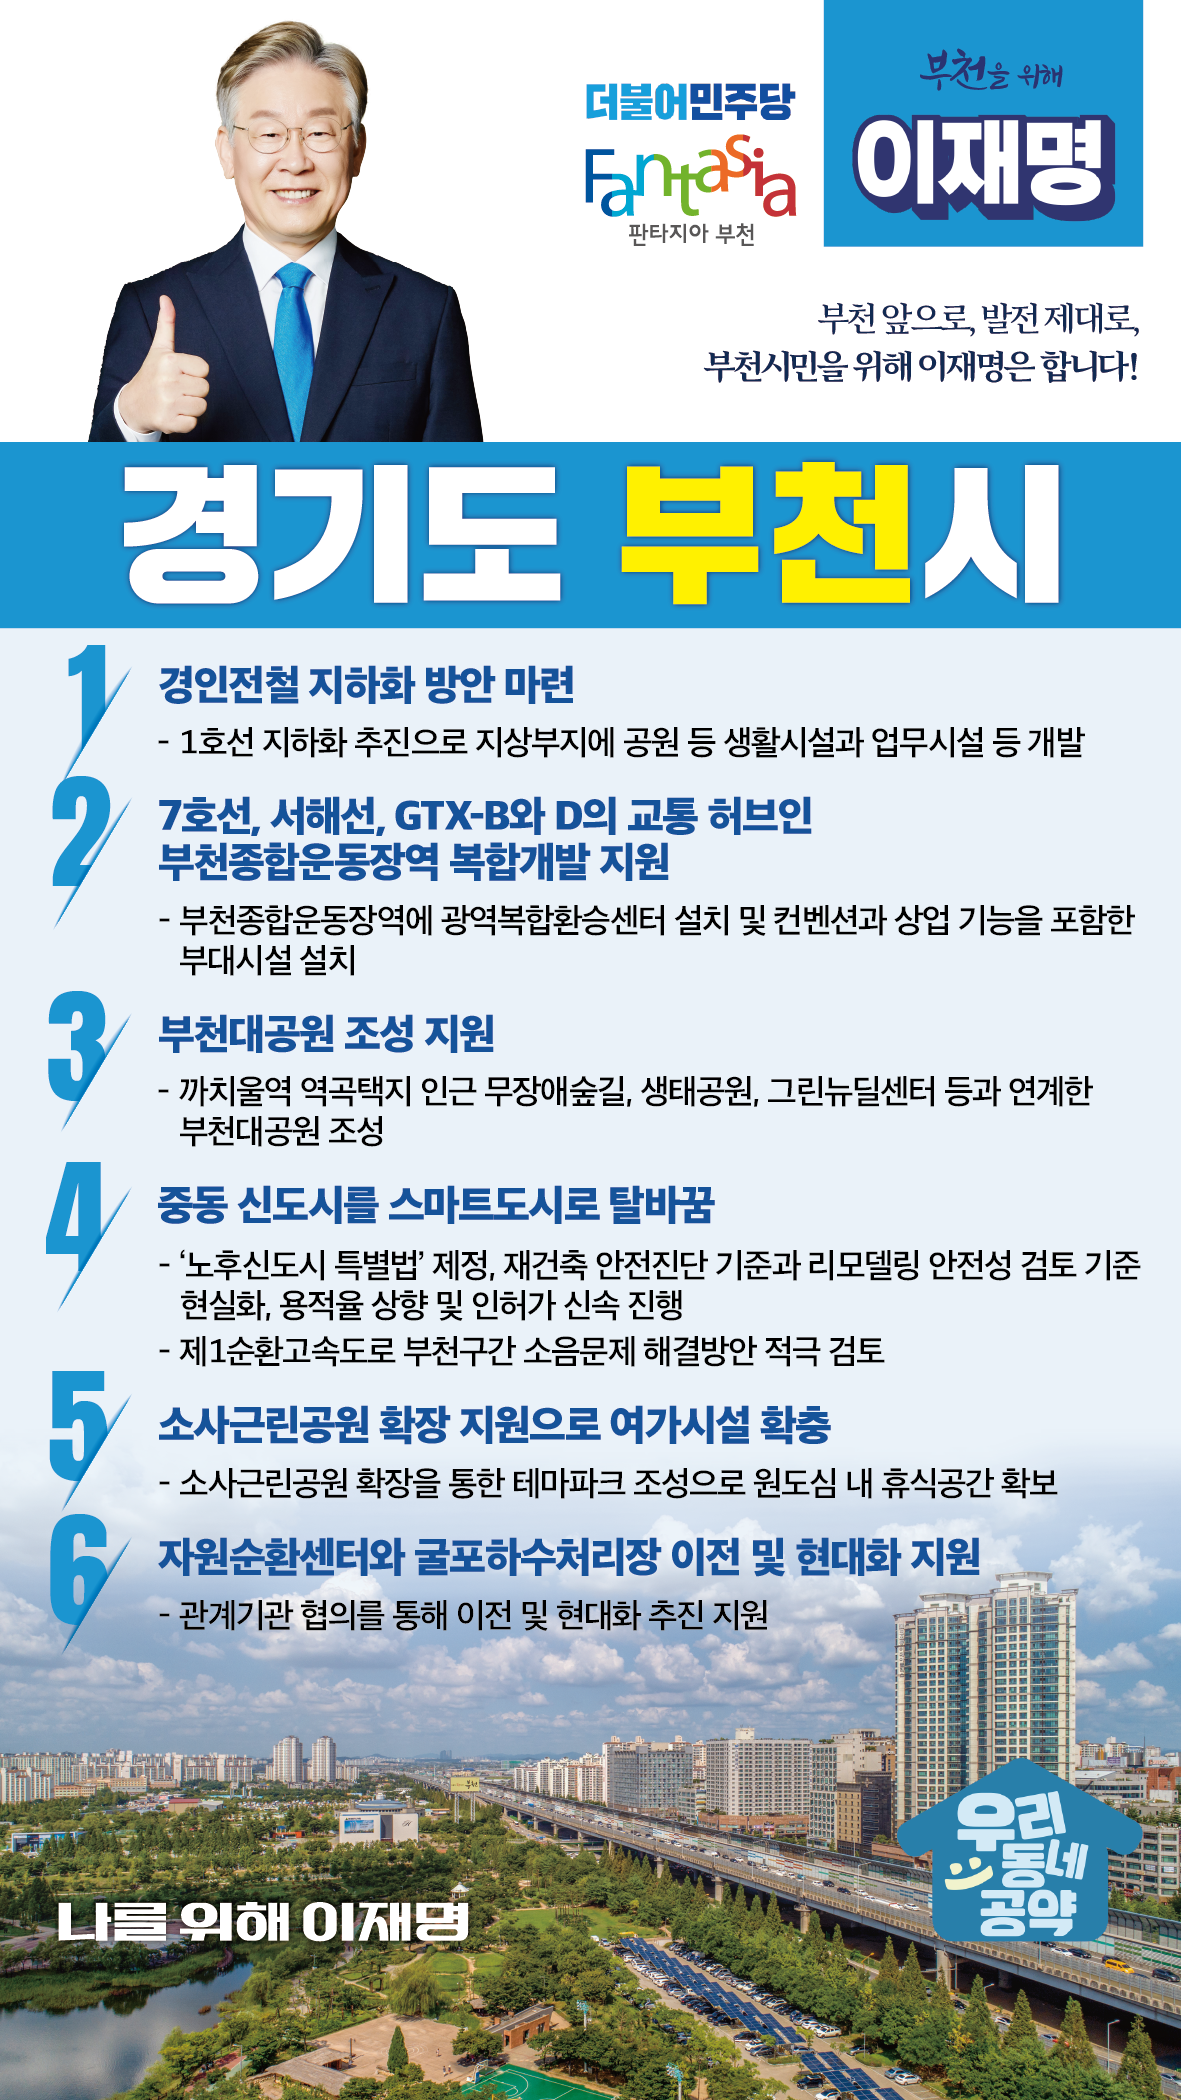 부천을 위해
이재명
더불어민주당
Fantasia
판타지아 부천
부천 앞으로, 발전 제대로,
부천시민을 위해 이재명은 합니다!
경기도 부천시
1 경인전철 지하화 방안 마련
- 1호선 지하화 추진으로 지상부지에 공원 등 생활시설과 업무시설 등 개발
2 7호선, 서해선, GTX-B와 D의 교통 허브인
부천종합운동장역 복합개발 지원
- 부천종합운동장역에 광역복합환승센터 설치 및 컨벤션과 상업 기능을 포함한
부대시설 설치
3 부천대공원 조성 지원
- 까치울역 역곡택지 인근 무장애숲길, 생태공원, 그린뉴딜센터 등과 연계한
부천대공원 조성
4 중동 신도시를 스마트도시로 탈바꿈
- ‘노후신도시 특별법’ 제정, 재건축 안전진단 기준과 리모델링 안전성 검토 기준
현실화, 용적율 상향 및 인허가 신속 진행
- 제1순환고속도로 부천구간 소음문제 해결방안 적극 검토
5 소사근린공원 확장 지원으로 여가시설 확충
- 소사근린공원 확장을 통한 테마파크 조성으로 원도심 내 휴식공간 확보
6 자원순환센터와 굴포하수처리장 이전 및 현대화 지원
- 관계기관 협의를 통해 이전 및 현대화 추진 지원
부천
우리
동네
공약
나를 위해 이재명